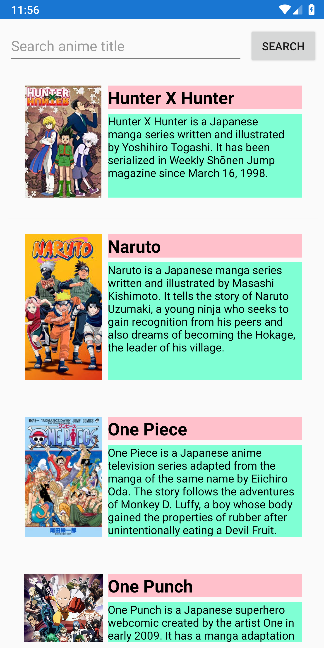 11:56
Search anime title
SEARCH
HUNTER
HUNTER
Hunter X Hunter
Hunter X Hunter is a Japanese
manga series written and illustrated
by Yoshihiro Togashi. It has been
serialized in Weekly Shōnen Jump
magazine since March 16, 1998.
NARUTO
Naruto
Naruto is a Japanese manga series
written and illustrated by Masashi
Kishimoto. It tells the story of Naruto
Uzumaki, a young ninja who seeks to
gain recognition from his peers and
also dreams of becoming the Hokage,
the leader of his village.
ONE PIECE
One Piece
One Piece is a Japanese anime
television series adapted from the
manga of the same name by Eiichiro
Oda. The story follows the adventures
of Monkey D. Luffy, a boy whose body
gained the properties of rubber after
unintentionally eating a Devil Fruit.
One Punch
One Punch is a Japanese superhero
webcomic created by the artist One in
early 2009. It has a manga adaptation